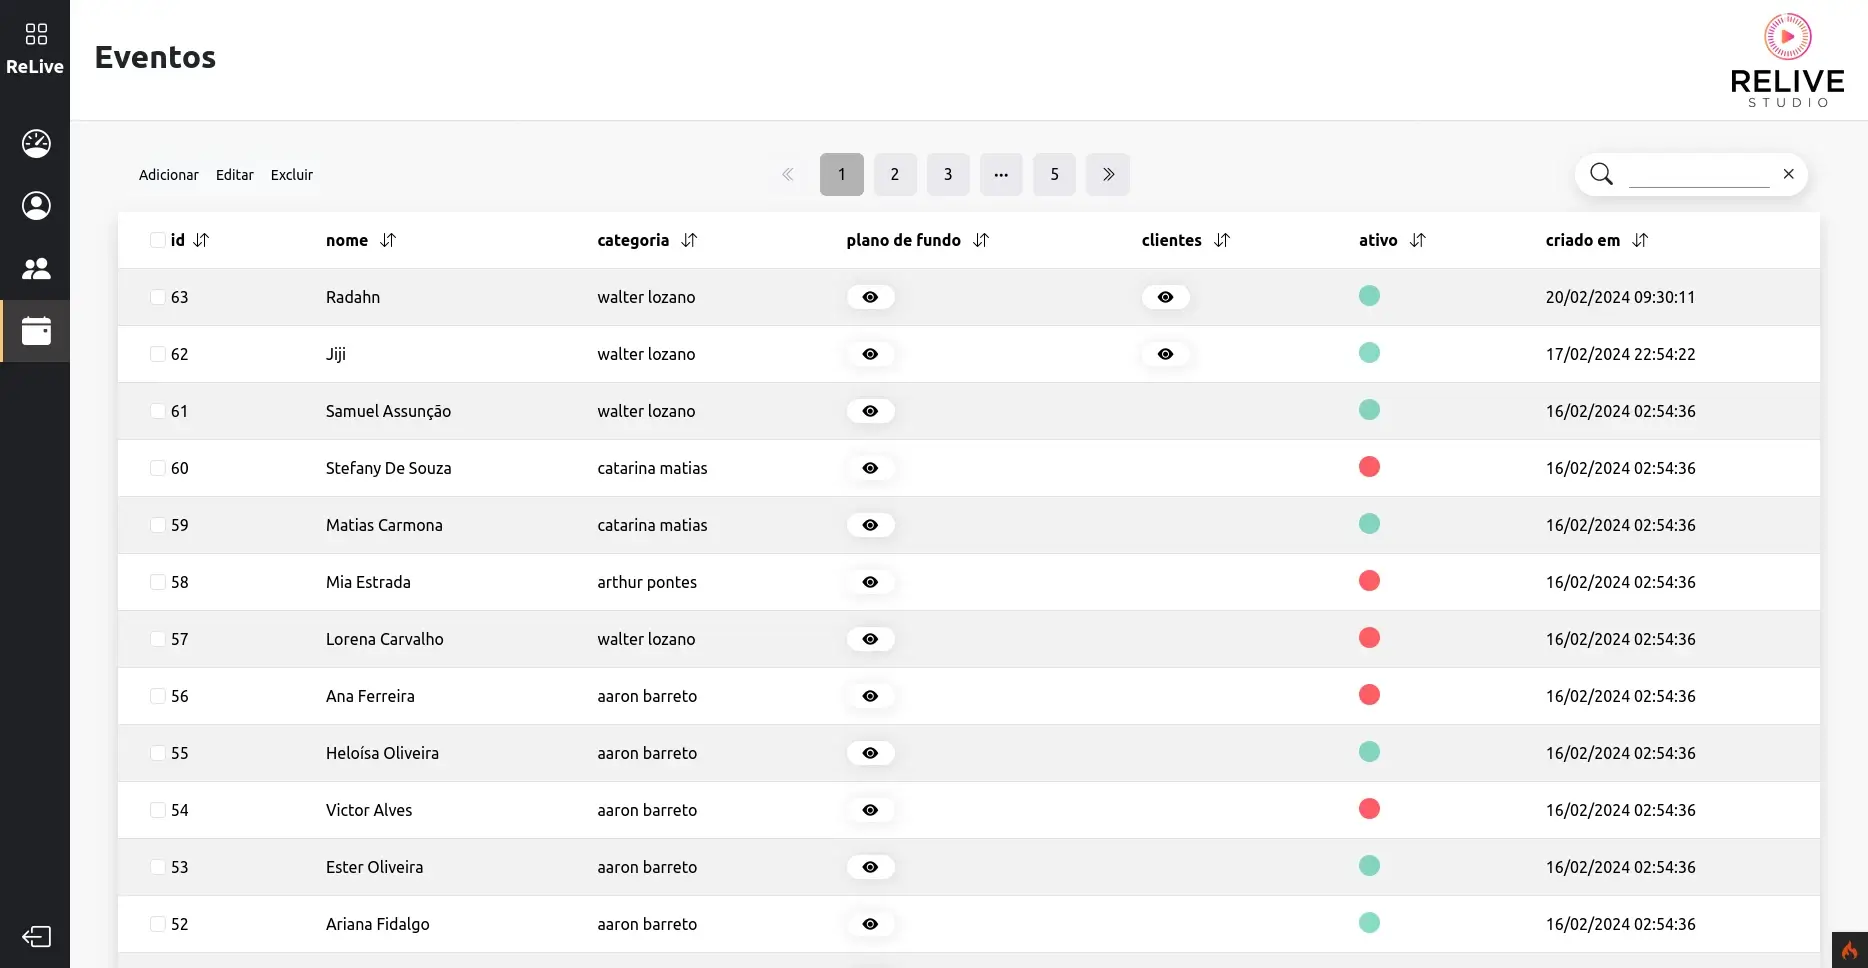 ReLive
Eventos
RELIVE
STUDIO
Adicionar Editar Excluir
« 1 2 3 ... 5 »
id nome categoria plano de fundo clientes ativo criado em
63 Radahn walter lozano 20/02/2024 09:30:11
62 Jiji walter lozano 17/02/2024 22:54:22
61 Samuel Assunção walter lozano 16/02/2024 02:54:36
60 Stefany De Souza catarina matias 16/02/2024 02:54:36
59 Matias Carmona catarina matias 16/02/2024 02:54:36
58 Mia Estrada arthur pontes 16/02/2024 02:54:36
57 Lorena Carvalho walter lozano 16/02/2024 02:54:36
56 Ana Ferreira aaron barreto 16/02/2024 02:54:36
55 Heloísa Oliveira aaron barreto 16/02/2024 02:54:36
54 Victor Alves aaron barreto 16/02/2024 02:54:36
53 Ester Oliveira aaron barreto 16/02/2024 02:54:36
52 Ariana Fidalgo aaron barreto 16/02/2024 02:54:36